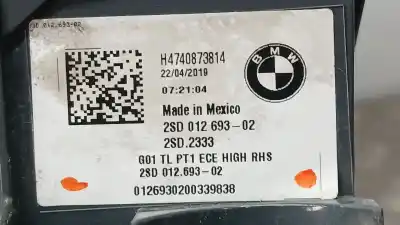 H4740873814
22/04/2019
BMW
07:21:04
Made in Mexico
2SD 012 693-02
2SD.2333
G01 TL PT1 ECE HIGH RHS
2SD 012.693-02
0126930200339838